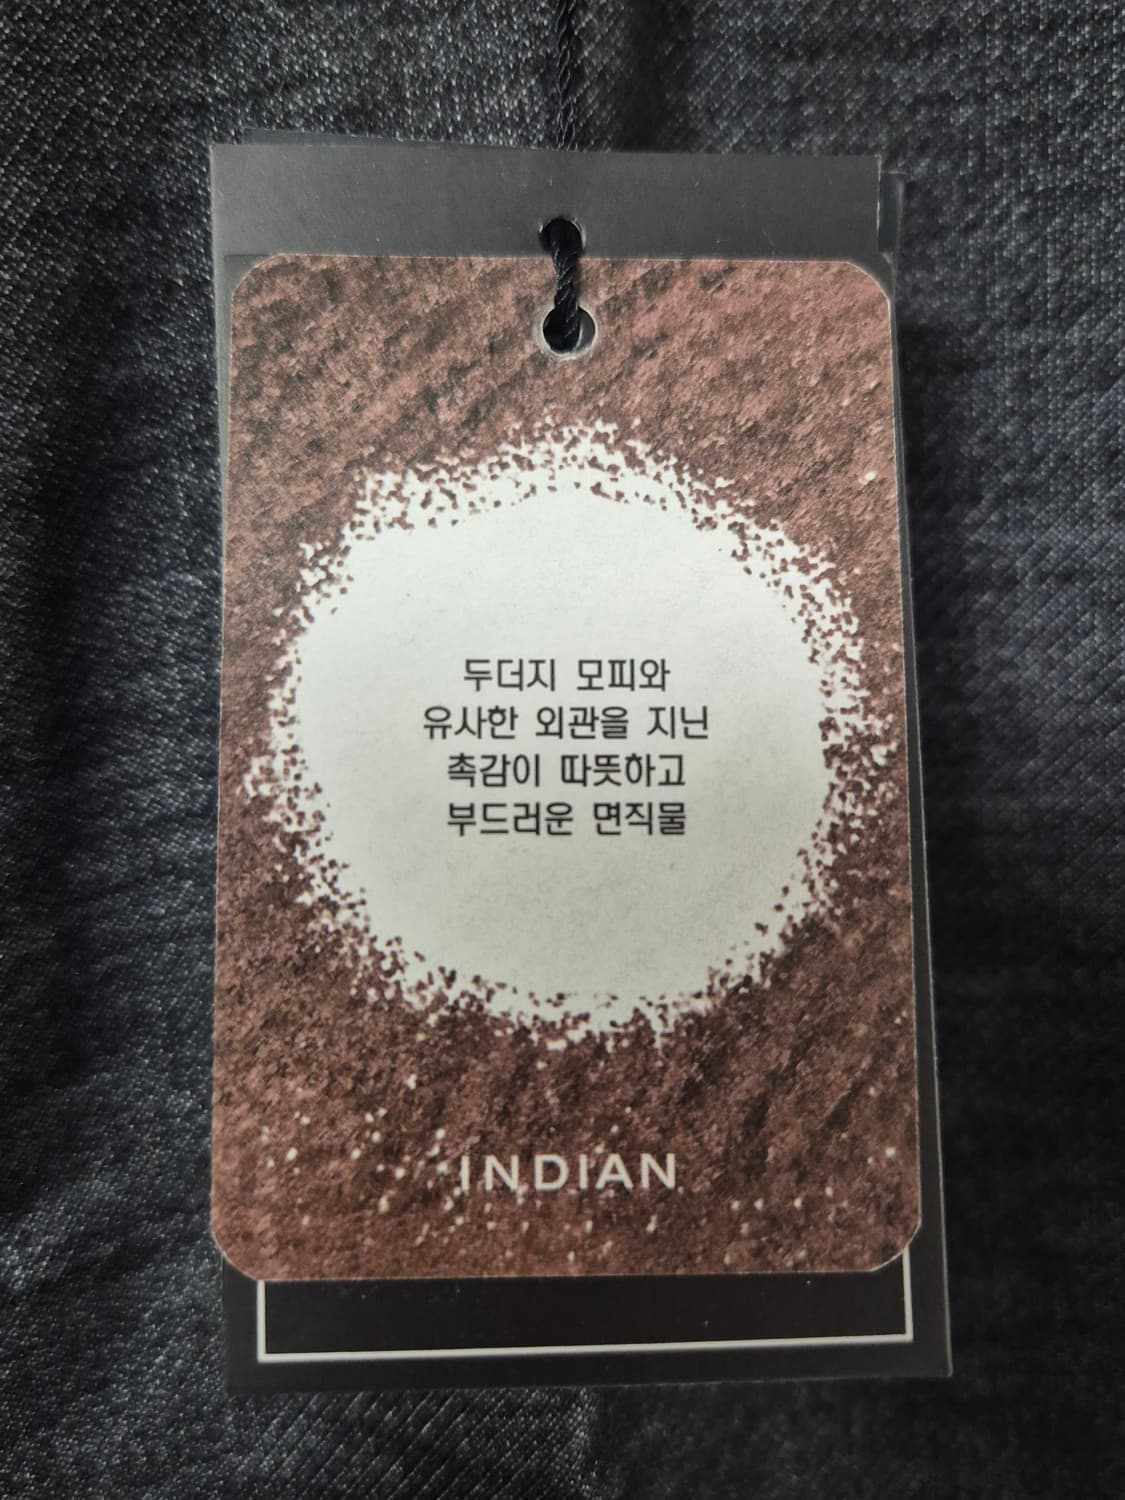 두더지 모피와
유사한 외관을 지닌
촉감이 따뜻하고
부드러운 면직물
INDIAN